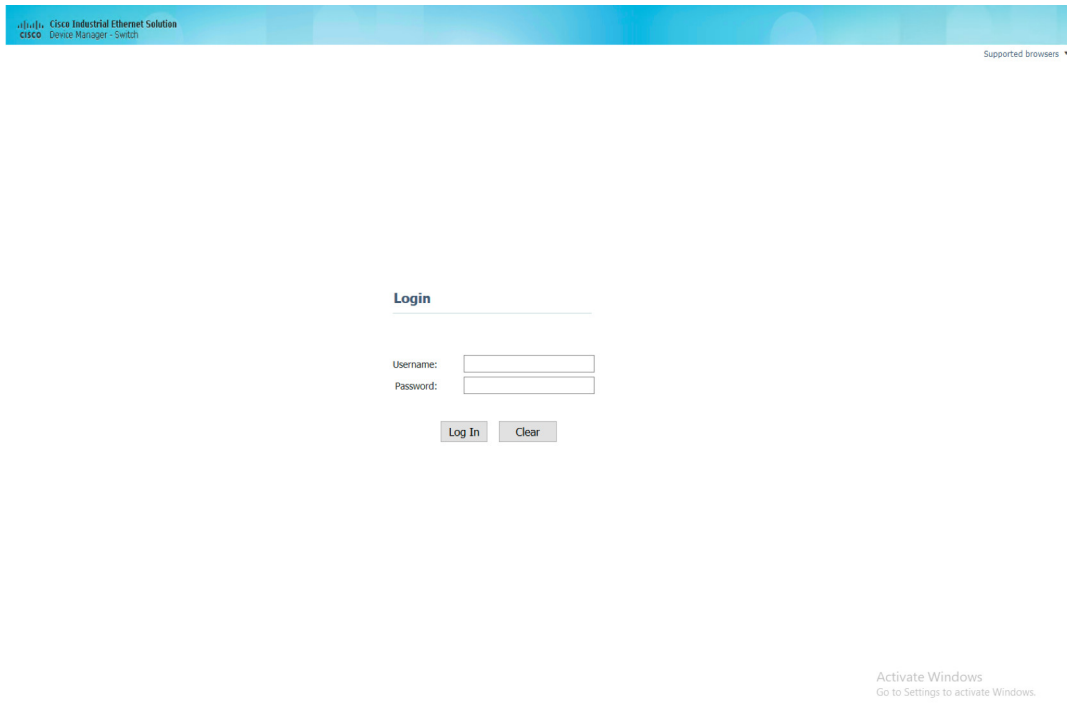 Cisco Industrial Ethernet Solution
CISCO Device Manager - Switch
Supported browsers
Login
Username:
Password:
Log In Clear
Activate Windows
Go to Settings to activate Windows.